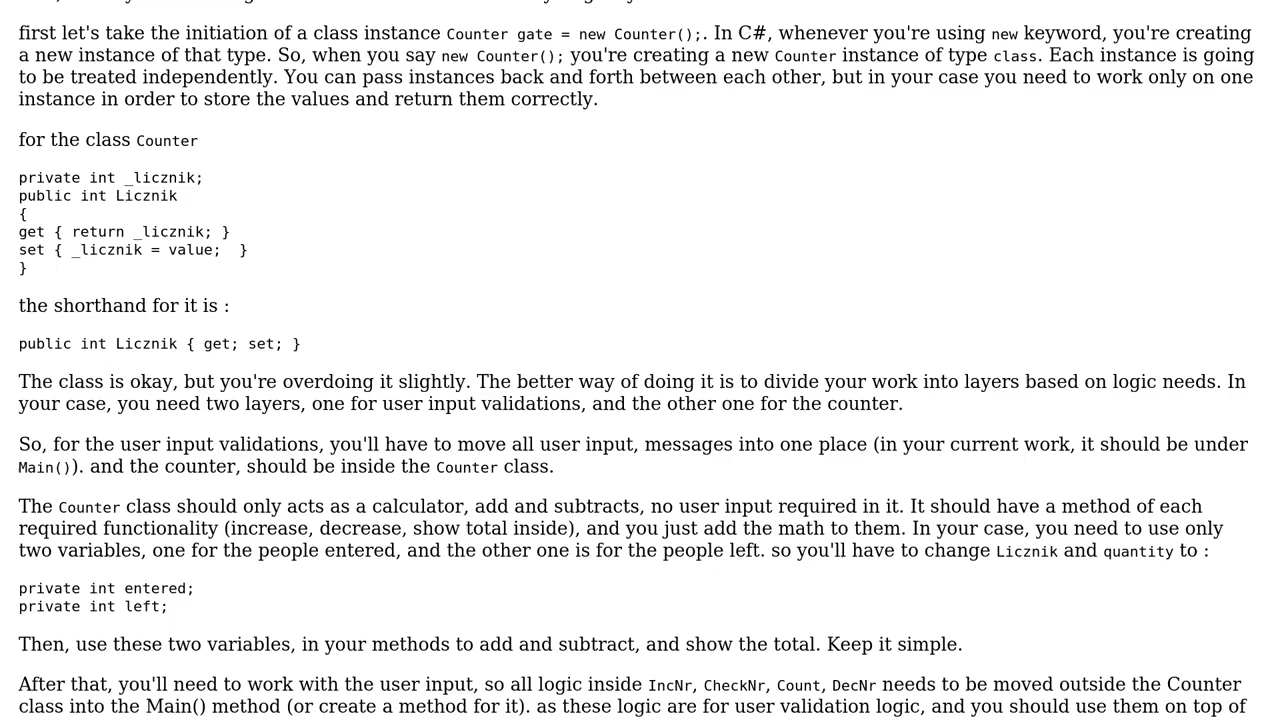 first let's take the initiation of a class instance Counter gate = new Counter();. In C#, whenever you're using new keyword, you're creating
a new instance of that type. So, when you say new Counter(); you're creating a new Counter instance of type class. Each instance is going
to be treated independently. You can pass instances back and forth between each other, but in your case you need to work only on one
instance in order to store the values and return them correctly.
for the class Counter
private int _licznik;
public int Licznik
{
get { return _licznik; }
set { _licznik = value;  }
}
the shorthand for it is :
public int Licznik { get; set; }
The class is okay, but you're overdoing it slightly. The better way of doing it is to divide your work into layers based on logic needs. In
your case, you need two layers, one for user input validations, and the other one for the counter.
So, for the user input validations, you'll have to move all user input, messages into one place (in your current work, it should be under
Main()). and the counter, should be inside the Counter class.
The Counter class should only acts as a calculator, add and subtracts, no user input required in it. It should have a method of each
required functionality (increase, decrease, show total inside), and you just add the math to them. In your case, you need to use only
two variables, one for the people entered, and the other one is for the people left. so you'll have to change Licznik and quantity to :
private int entered;
private int left;
Then, use these two variables, in your methods to add and subtract, and show the total. Keep it simple.
After that, you'll need to work with the user input, so all logic inside IncNr, CheckNr, Count, DecNr needs to be moved outside the Counter
class into the Main() method (or create a method for it). as these logic are for user validation logic, and you should use them on top of